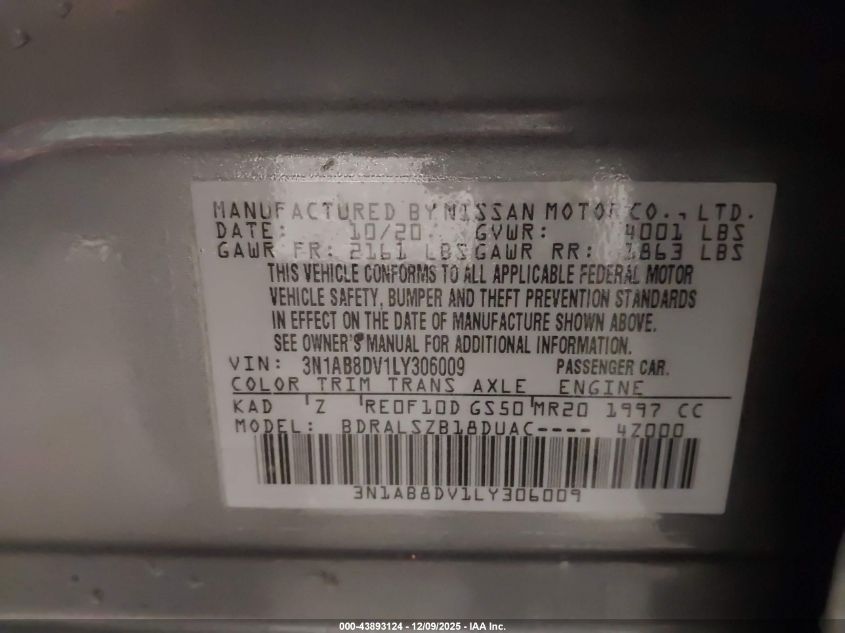 MANUFACTURED BY NISSAN MOTOR CO., LTD.
DATE: 10/20 GVWR: 4001 LBS
GAWR FR: 2161 LBS GAWR RR: 1863 LBS
THIS VEHICLE CONFORMS TO ALL APPLICABLE FEDERAL MOTOR
VEHICLE SAFETY, BUMPER AND THEFT PREVENTION STANDARDS
IN EFFECT ON THE DATE OF MANUFACTURE SHOWN ABOVE.
SEE OWNER'S MANUAL FOR ADDITIONAL INFORMATION.
VIN: 3N1AB8DV1LY306009 PASSENGER CAR.
COLOR TRIM TRANS AXLE ENGINE
KAD Z RE0F10D GS50 MR20 1997 CC
MODEL: BDRALSZB18DUAC---- 4Z000
3N1AB8DV1LY306009
000-43893124 - 12/09/2025 - IAA Inc.